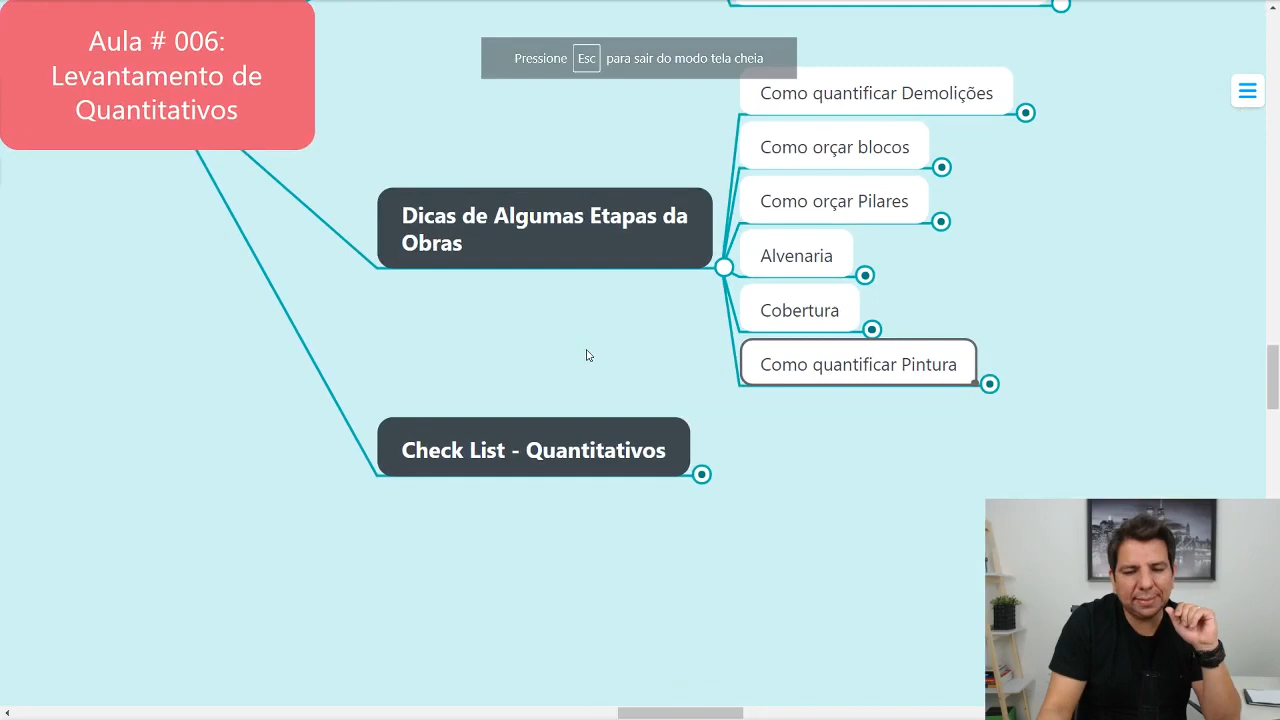 Aula # 006:
Levantamento de
Quantitativos
Pressione Esc para sair do modo tela cheia
Como quantificar Demolições
Como orçar blocos
Como orçar Pilares
Dicas de Algumas Etapas da
Obras
Alvenaria
Cobertura
Como quantificar Pintura
Check List - Quantitativos